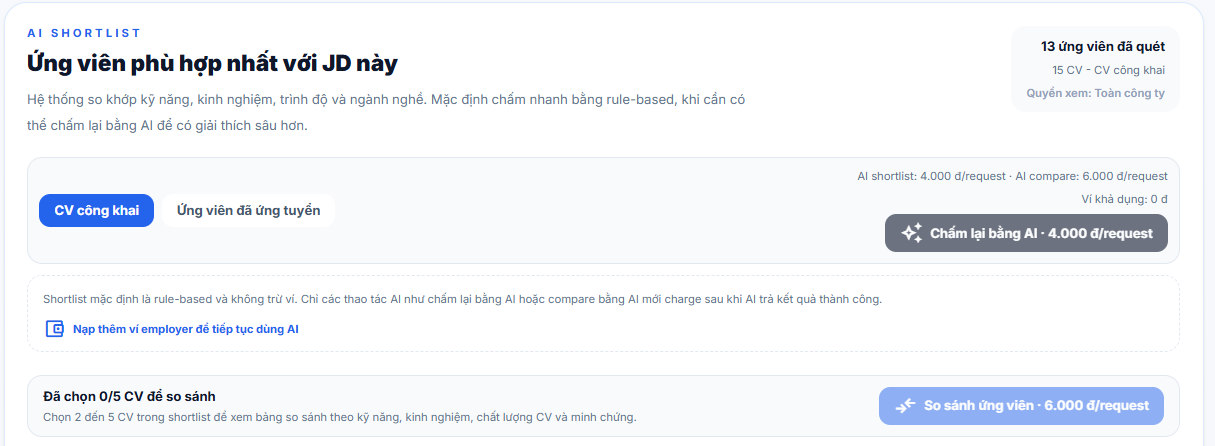 AI SHORTLIST
Ứng viên phù hợp nhất với JD này
Hệ thống so khớp kỹ năng, kinh nghiệm, trình độ và ngành nghề. Mặc định chấm nhanh bằng rule-based, khi cần có
thể chấm lại bằng AI để có giải thích sâu hơn.
13 ứng viên đã quét
15 CV - CV công khai
Quyền xem: Toàn công ty
CV công khai
Ứng viên đã ứng tuyển
AI shortlist: 4.000 đ/request · AI compare: 6.000 đ/request
Ví khả dụng: 0 đ
Chấm lại bằng AI · 4.000 đ/request
Shortlist mặc định là rule-based và không trừ ví. Chỉ các thao tác AI như chấm lại bằng AI hoặc compare bằng AI mới charge sau khi AI trả kết quả thành công.
Nạp thêm ví employer để tiếp tục dùng AI
Đã chọn 0/5 CV để so sánh
Chọn 2 đến 5 CV trong shortlist để xem bảng so sánh theo kỹ năng, kinh nghiệm, chất lượng CV và minh chứng.
So sánh ứng viên · 6.000 đ/request